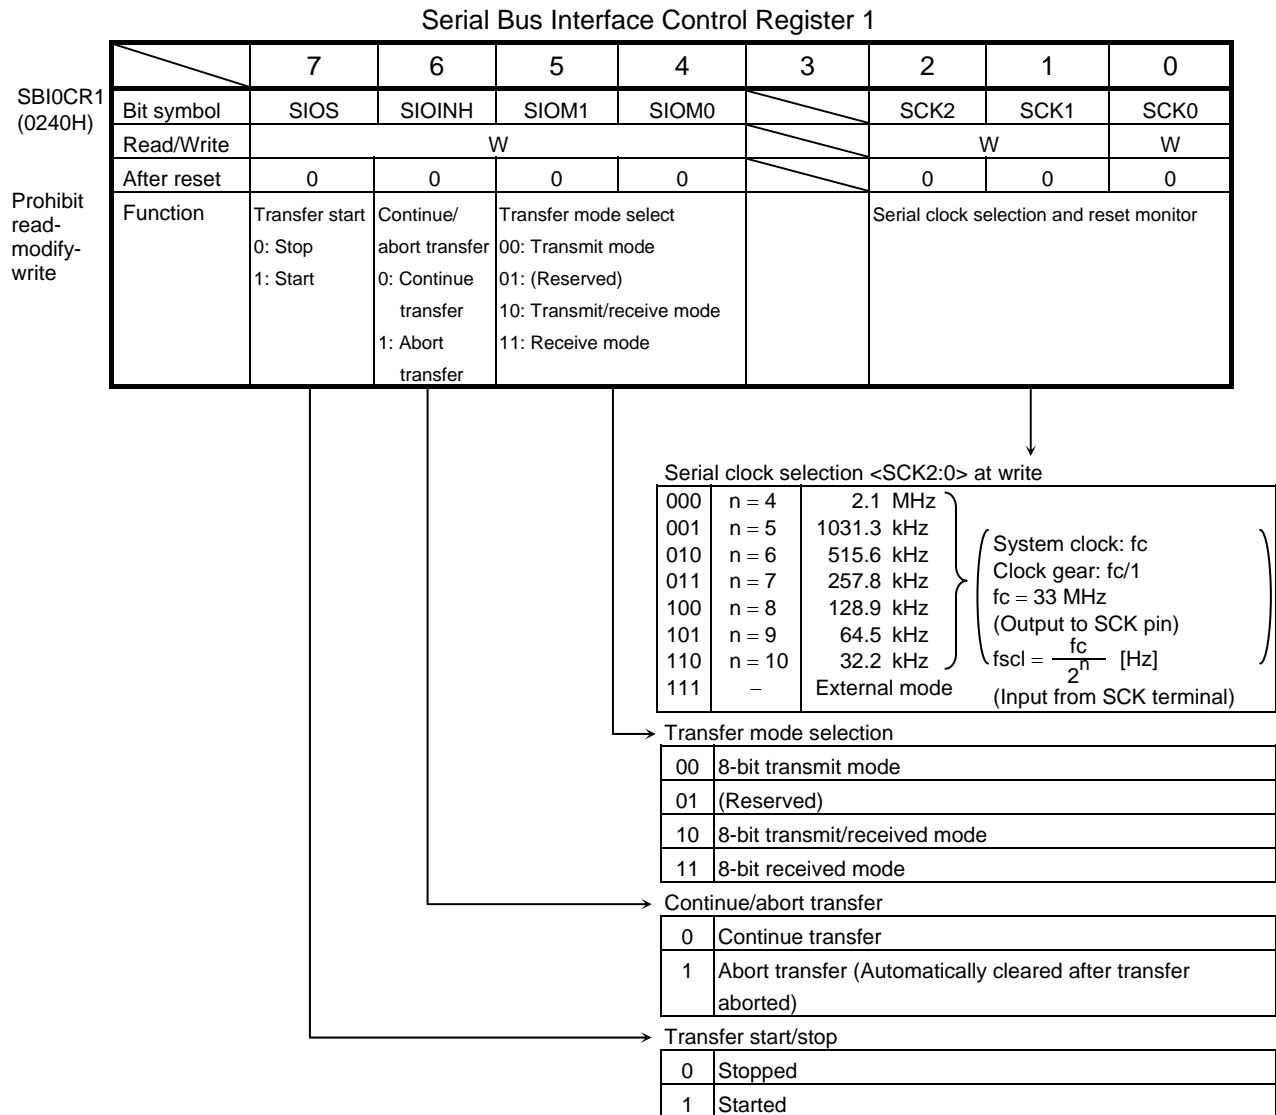 Serial Bus Interface Control Register 1
7 6 5 4 3 2 1 0
SBI0CR1
(0240H)
Bit symbol SIOS SIOINH SIOM1 SIOM0 SCK2 SCK1 SCK0
Read/Write W W W
After reset 0 0 0 0 0 0 0
Prohibit
read-
modify-
write
Function
Transfer start
0: Stop
1: Start
Continue/
abort transfer
0: Continue
transfer
1: Abort
transfer
Transfer mode select
00: Transmit mode
01: (Reserved)
10: Transmit/receive mode
11: Receive mode
Serial clock selection and reset monitor
Serial clock selection <SCK2:0> at write
000 n = 4 2.1 MHz
001 n = 5 1031.3 kHz
010 n = 6 515.6 kHz
011 n = 7 257.8 kHz
100 n = 8 128.9 kHz
101 n = 9 64.5 kHz
110 n = 10 32.2 kHz
111 – External mode
System clock: fc
Clock gear: fc/1
fc = 33 MHz
(Output to SCK pin)
fscl = fc / 2^n [Hz]
(Input from SCK terminal)
Transfer mode selection
00 8-bit transmit mode
01 (Reserved)
10 8-bit transmit/received mode
11 8-bit received mode
Continue/abort transfer
0 Continue transfer
1 Abort transfer (Automatically cleared after transfer
aborted)
Transfer start/stop
0 Stopped
1 Started